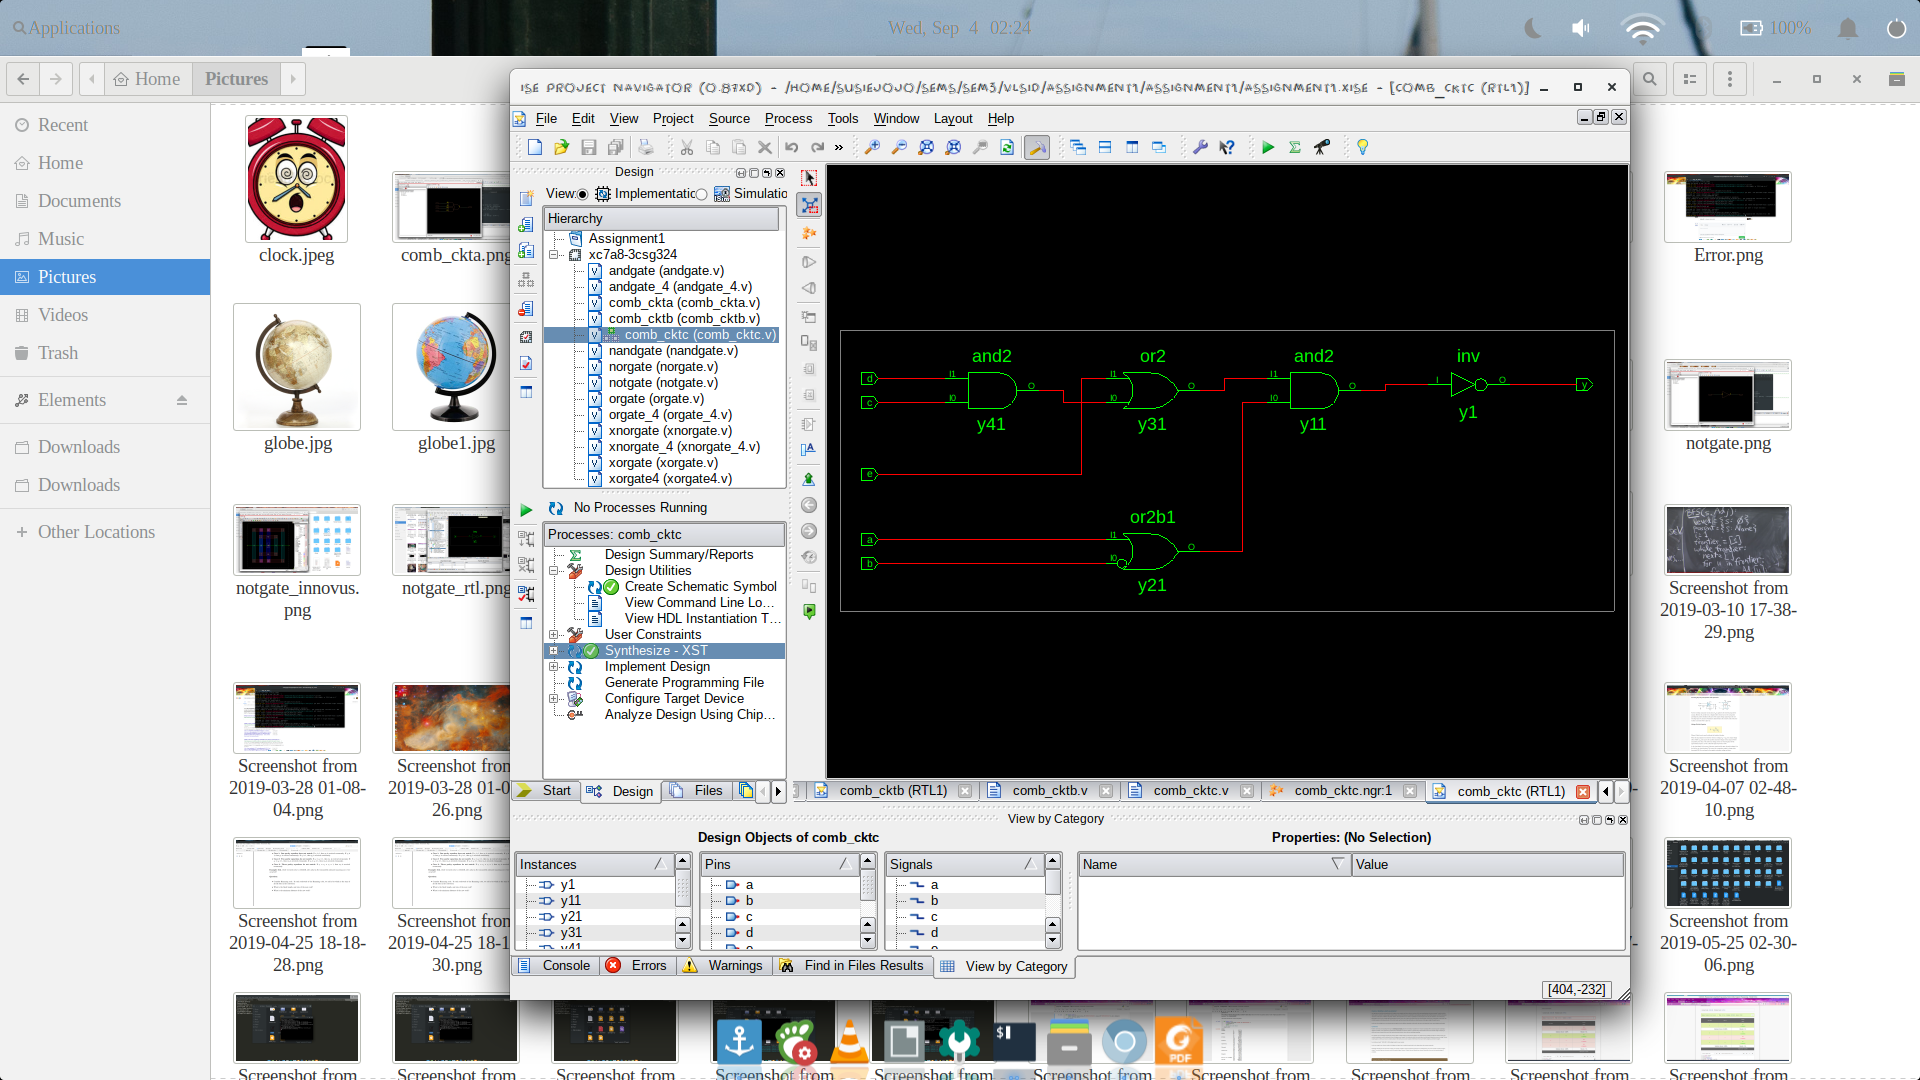 Applications
Wed, Sep 4 02:24
100%
Home
Pictures
Recent
Home
Documents
Music
Pictures
Videos
Trash
Elements
Downloads
Downloads
Other Locations
clock.jpeg
comb_ckta.png
globe.jpg
globe1.jpg
notgate_innovus.
png
notgate_rtl.png
Screenshot from
2019-03-28 01-08-
04.png
Screenshot from
2019-03-28 01-0
26.png
Screenshot from
2019-04-25 18-18-
28.png
Screenshot from
2019-04-25 18-1
30.png
ISE PROJECT NAVIGATOR (O.87XD) - /HOME/SUSIEJOJO/SEMS/SEM5/VLSID/ASSIGNMENT1/ASSIGNMENT1/ASSIGNMENT1.XISE - [COMB_CKTC (RTL1)]
File Edit View Project Source Process Tools Window Layout Help
Design
View: Implementatic Simulatio
Hierarchy
Assignment1
xc7a8-3csg324
andgate (andgate.v)
andgate_4 (andgate_4.v)
comb_ckta (comb_ckta.v)
comb_cktb (comb_cktb.v)
comb_cktc (comb_cktc.v)
nandgate (nandgate.v)
norgate (norgate.v)
notgate (notgate.v)
orgate (orgate.v)
orgate_4 (orgate_4.v)
xnorgate (xnorgate.v)
xnorgate_4 (xnorgate_4.v)
xorgate (xorgate.v)
xorgate4 (xorgate4.v)
No Processes Running
Processes: comb_cktc
Design Summary/Reports
Design Utilities
Create Schematic Symbol
View Command Line Lo...
View HDL Instantiation T...
User Constraints
Synthesize - XST
Implement Design
Generate Programming File
Configure Target Device
Analyze Design Using Chip...
Start Design Files
and2 or2 and2 inv
d I1 O I1 O I1 O I O y
c I0 I0 I0
y41 y31 y11 y1
e
or2b1
a I1 O
b I0
y21
comb_cktb (RTL1) comb_cktb.v comb_cktc.v comb_cktc.ngr:1 comb_cktc (RTL1)
View by Category
Design Objects of comb_cktc
Properties: (No Selection)
Instances
y1
y11
y21
y31
y41
Pins
a
b
c
d
e
Signals
a
b
c
d
e
Name Value
Console Errors Warnings Find in Files Results View by Category
[404,-232]
Error.png
notgate.png
Screenshot from
2019-03-10 17-38-
29.png
Screenshot from
2019-04-07 02-48-
10.png
Screenshot from
2019-05-25 02-30-
06.png
$
PDF
Screenshot from Screenshot from Screenshot from Screenshot from Screenshot from Screenshot from Screenshot from Screenshot from Screenshot from Screenshot from